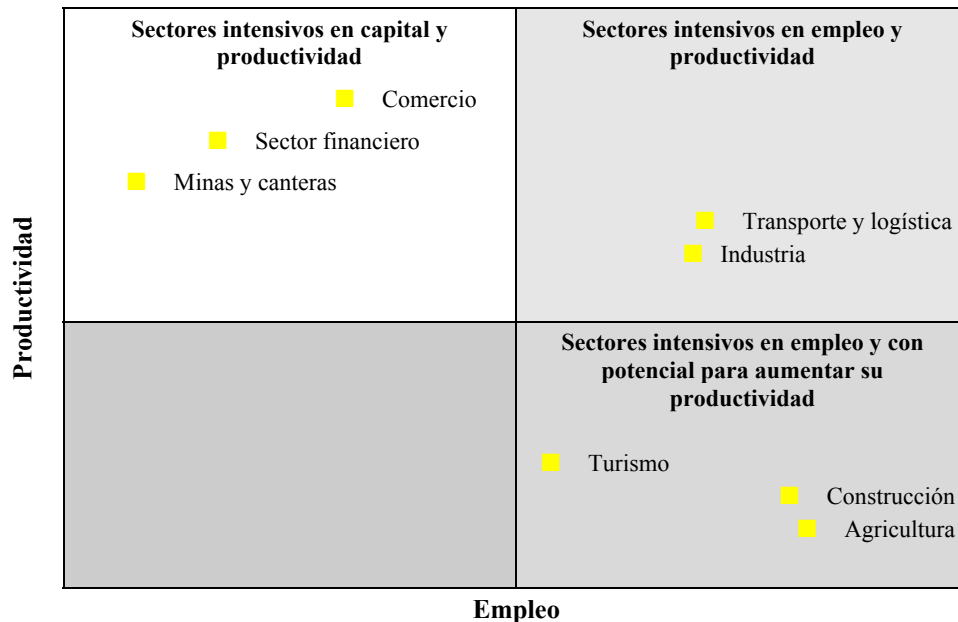 Sectores intensivos en capital y
productividad
Comercio
Sector financiero
Minas y canteras
Sectores intensivos en empleo y
productividad
Transporte y logística
Industria
Sectores intensivos en empleo y con
potencial para aumentar su
productividad
Turismo
Construcción
Agricultura
Productividad
Empleo